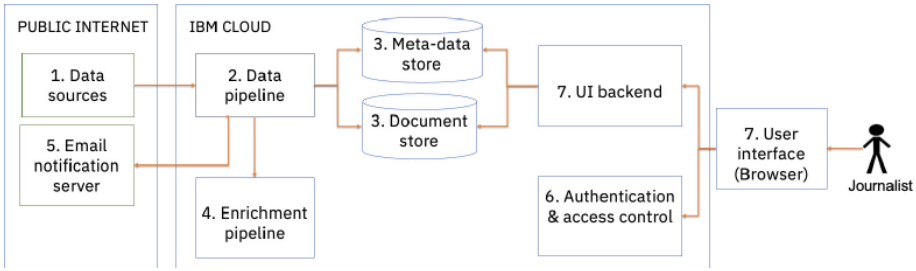 PUBLIC INTERNET
IBM CLOUD
1. Data
sources
2. Data
pipeline
3. Meta-data
store
3. Document
store
5. Email
notification
server
4. Enrichment
pipeline
7. UI backend
6. Authentication
& access control
7. User
interface
(Browser)
Journalist